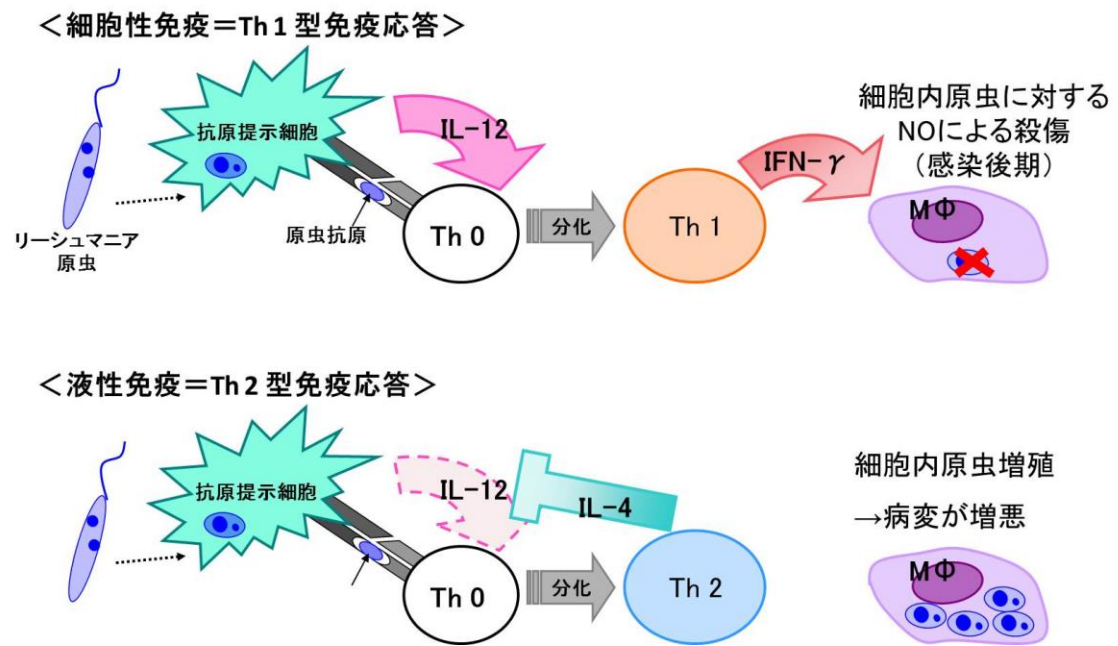 ＜細胞性免疫＝Th 1 型免疫応答＞
抗原提示細胞
IL-12
リーシュマニア
原虫
原虫抗原
Th 0
分化
Th 1
IFN-γ
細胞内原虫に対する
NOによる殺傷
（感染後期）
MΦ
＜液性免疫＝Th 2 型免疫応答＞
抗原提示細胞
IL-12
IL-4
Th 0
分化
Th 2
細胞内原虫増殖
→病変が増悪
MΦ